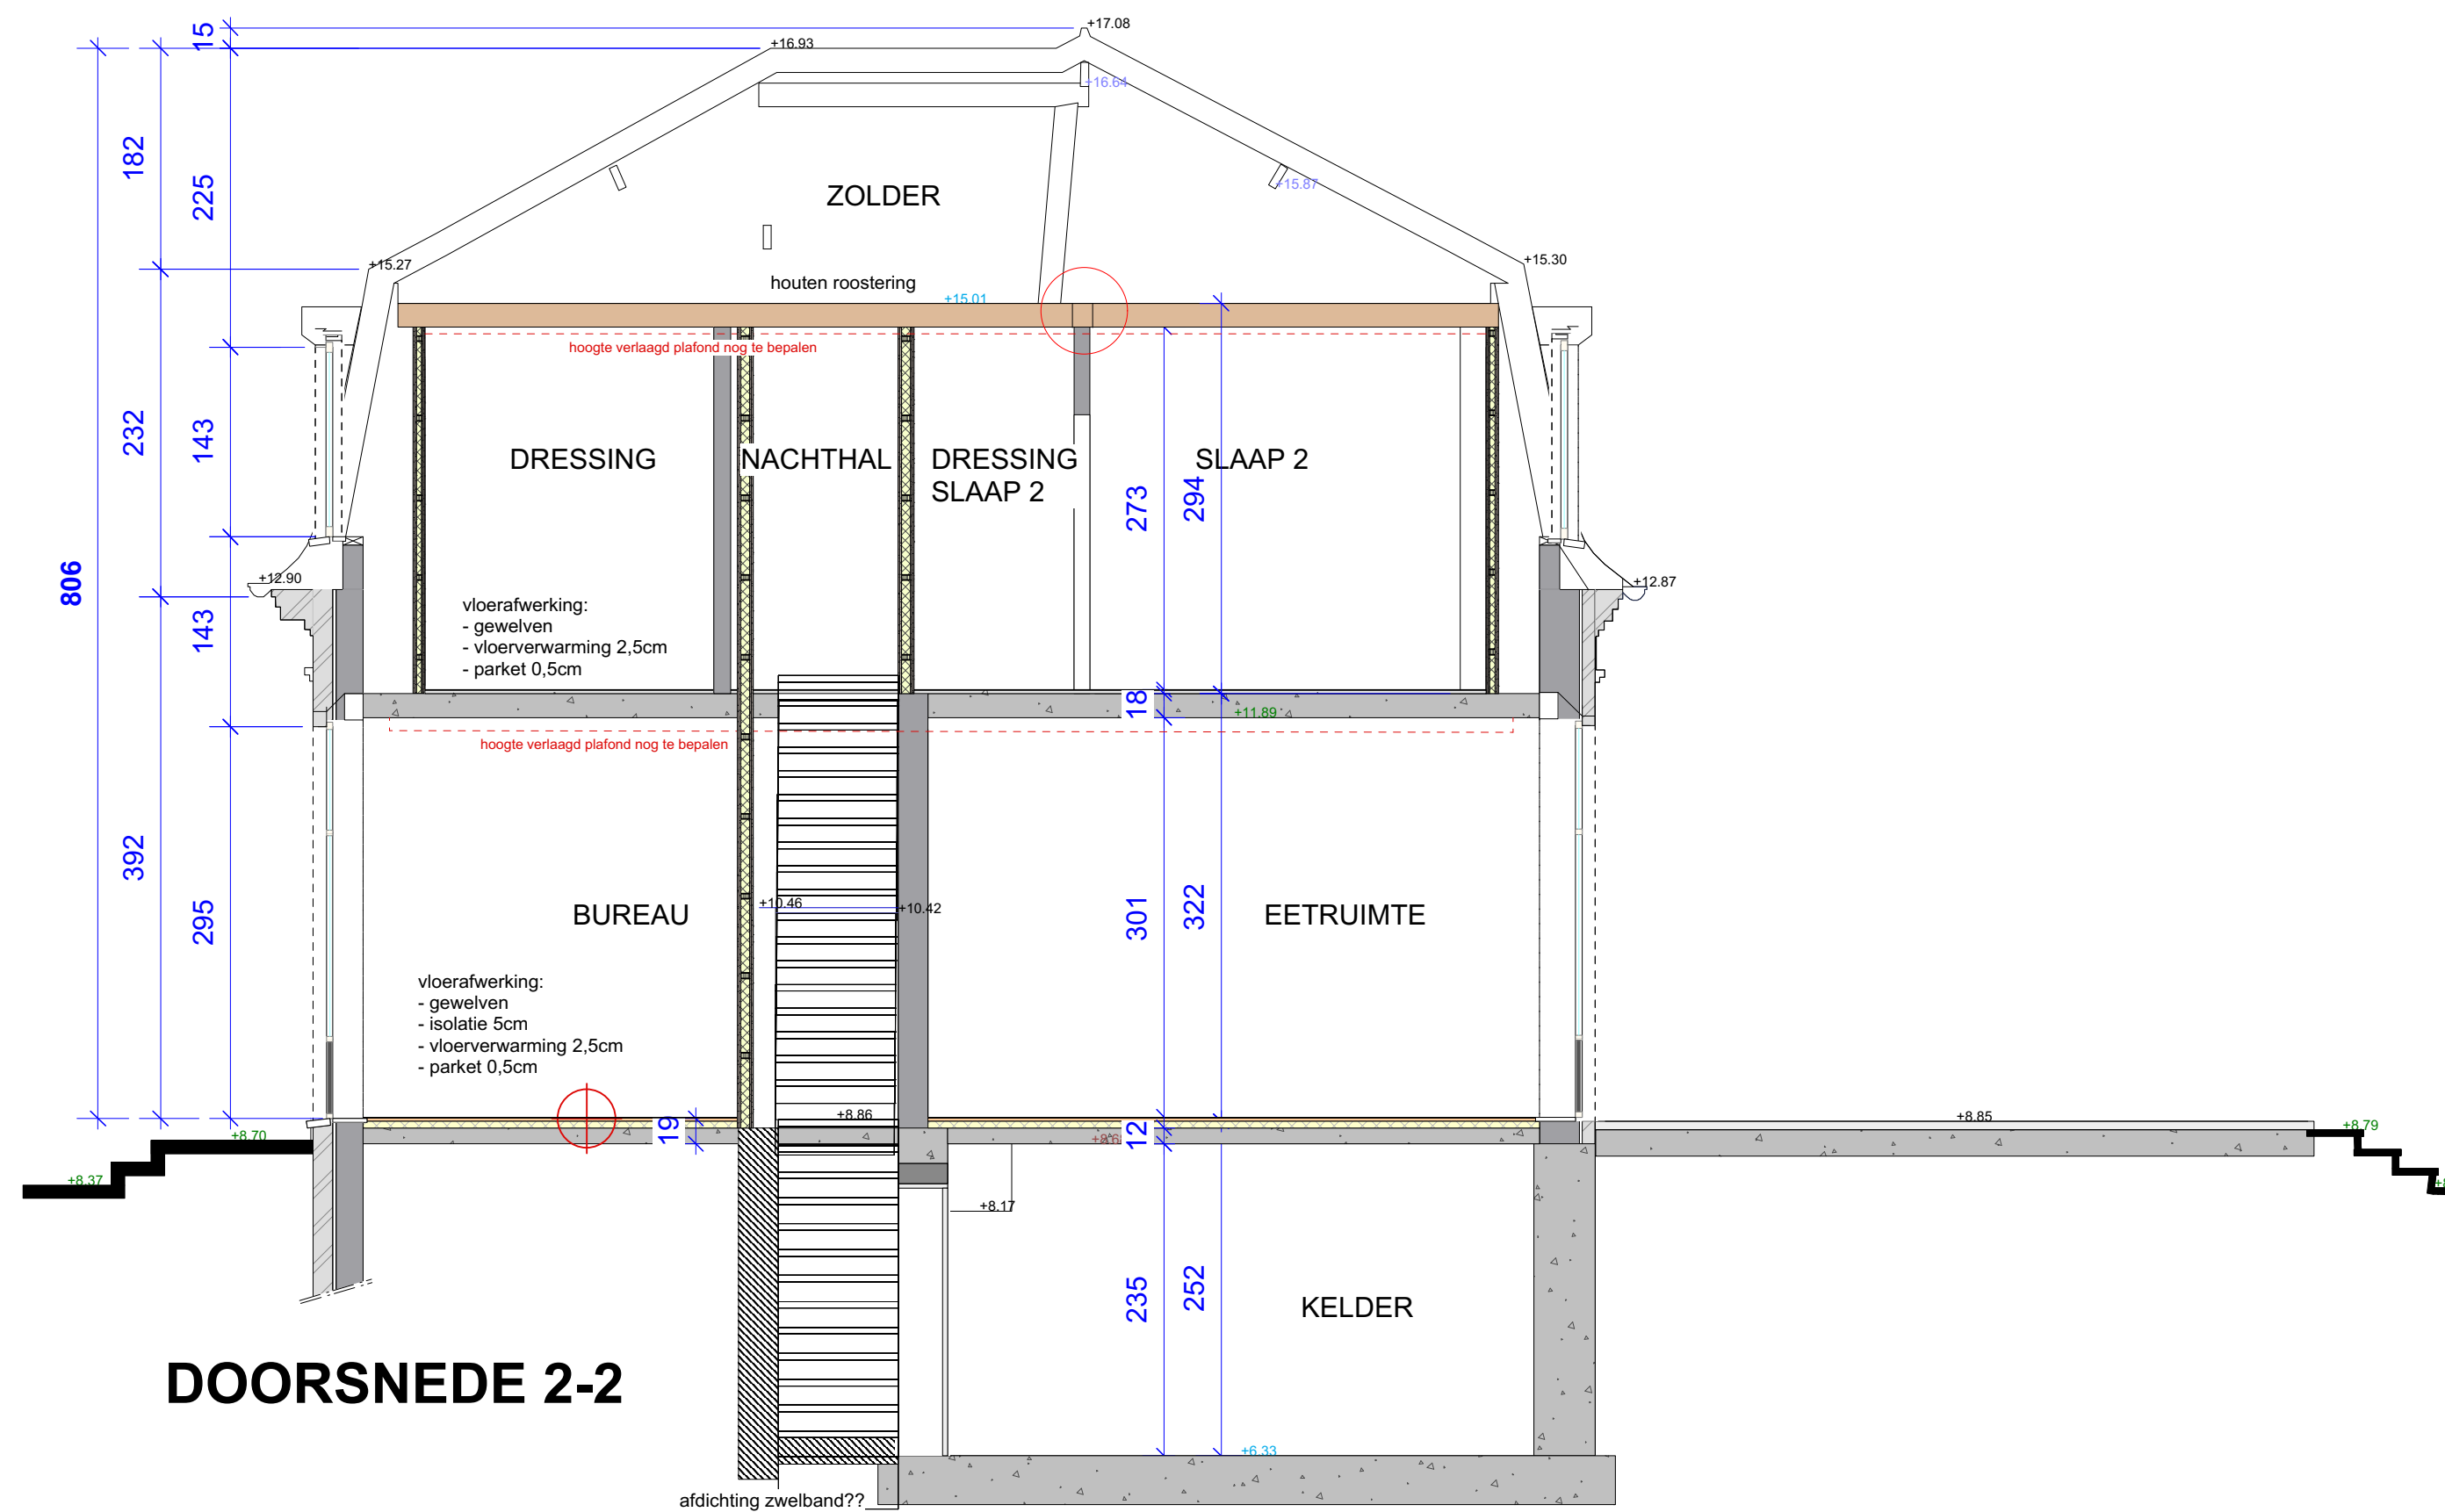 +17.08
15
+16.93
+16.64
182
225
ZOLDER
+15.87
+15.27
+15.30
houten roostering
+15.01
hoogte verlaagd plafond nog te bepalen
232
143
DRESSING
NACHTHAL
DRESSING
SLAAP 2
SLAAP 2
273
294
806
+12.90
+12.87
143
vloerafwerking:
- gewelven
- vloerverwarming 2,5cm
- parket 0,5cm
18
+11.89
hoogte verlaagd plafond nog te bepalen
392
295
BUREAU
+10.46
+10.42
301
322
EETRUIMTE
vloerafwerking:
- gewelven
- isolatie 5cm
- vloerverwarming 2,5cm
- parket 0,5cm
19
+8.86
12
+8.85
+8.70
+8.79
+8.37
+8.17
235
252
KELDER
DOORSNEDE 2-2
+6.33
afdichting zwelband??